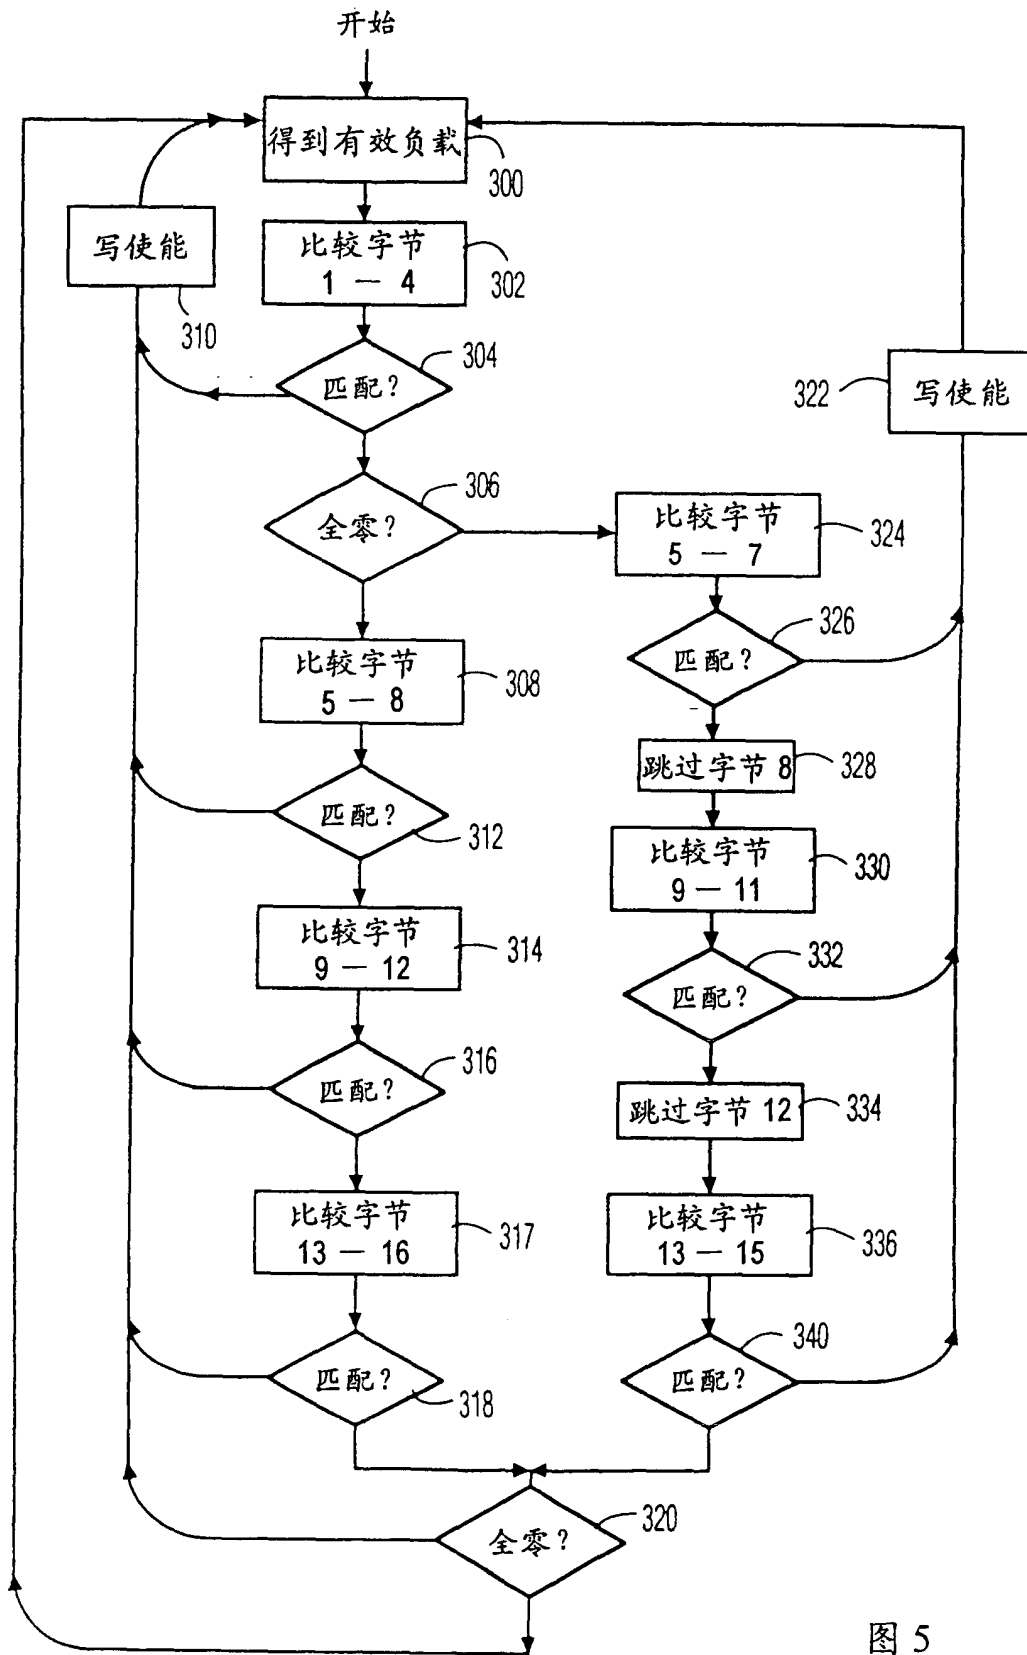 开始
得到有效负载
300
比较字节
1 — 4
302
写使能
310
匹配?
304
322
写使能
全零?
306
比较字节
5 — 7
324
比较字节
5 — 8
308
匹配?
326
跳过字节 8
328
匹配?
312
比较字节
9 — 11
330
比较字节
9 — 12
314
匹配?
332
匹配?
316
跳过字节 12
334
比较字节
13 — 16
317
比较字节
13 — 15
336
匹配?
318
匹配?
340
全零?
320
图 5